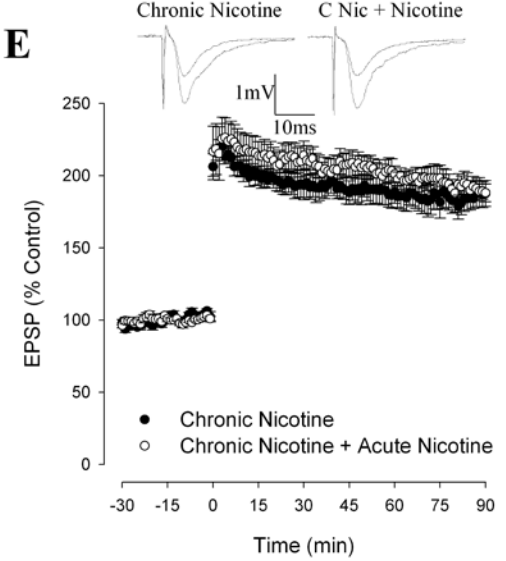 Chronic Nicotine
C Nic + Nicotine
E
1mV
10ms
250
200
150
100
50
0
EPSP (% Control)
Chronic Nicotine
Chronic Nicotine + Acute Nicotine
-30 -15 0 15 30 45 60 75 90
Time (min)